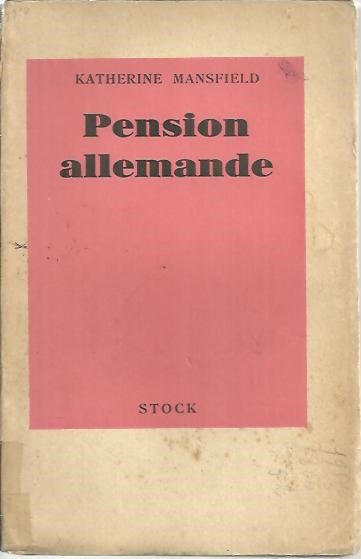 KATHERINE MANSFIELD
Pension
allemande
STOCK